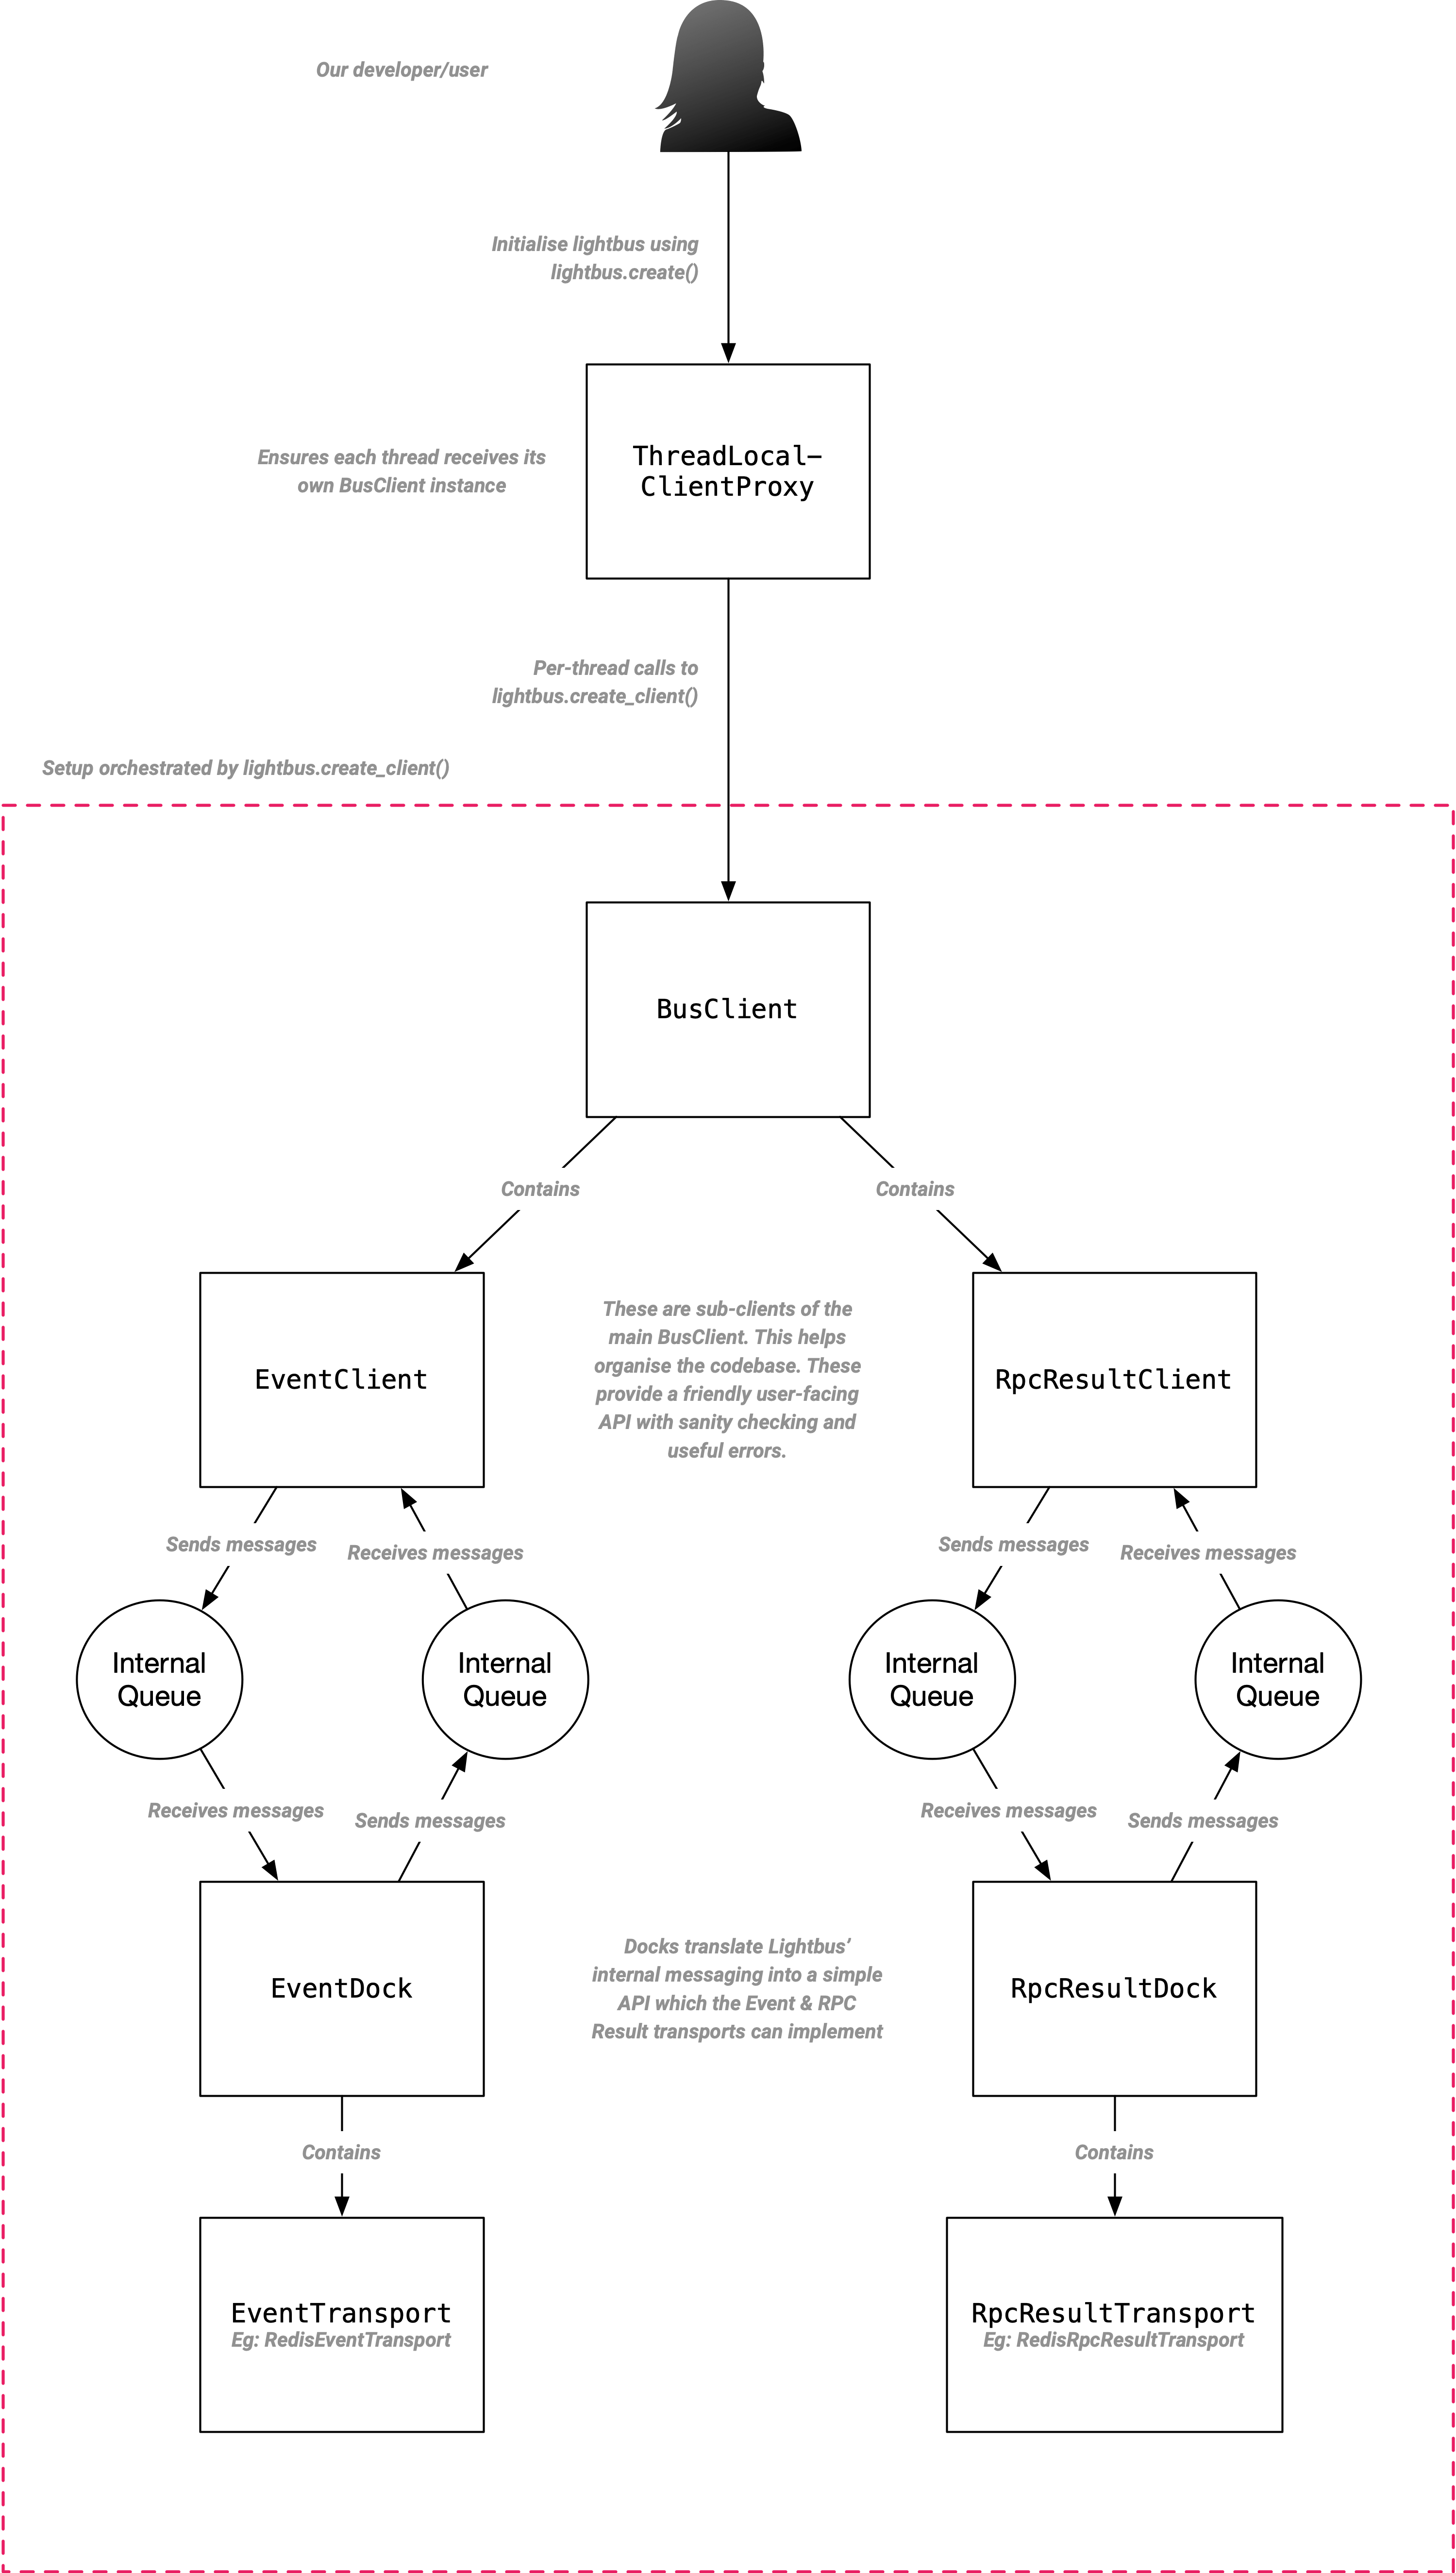 Our developer/user
Initialise lightbus using
lightbus.create()
ThreadLocal-
ClientProxy
Ensures each thread receives its
own BusClient instance
Per-thread calls to
lightbus.create_client()
Setup orchestrated by lightbus.create_client()
BusClient
Contains
Contains
EventClient
These are sub-clients of the
main BusClient. This helps
organise the codebase. These
provide a friendly user-facing
API with sanity checking and
useful errors.
RpcResultClient
Sends messages
Receives messages
Sends messages
Receives messages
Internal
Queue
Internal
Queue
Internal
Queue
Internal
Queue
Receives messages
Sends messages
Receives messages
Sends messages
EventDock
Docks translate Lightbus’
internal messaging into a simple
API which the Event & RPC
Result transports can implement
RpcResultDock
Contains
Contains
EventTransport
Eg: RedisEventTransport
RpcResultTransport
Eg: RedisRpcResultTransport